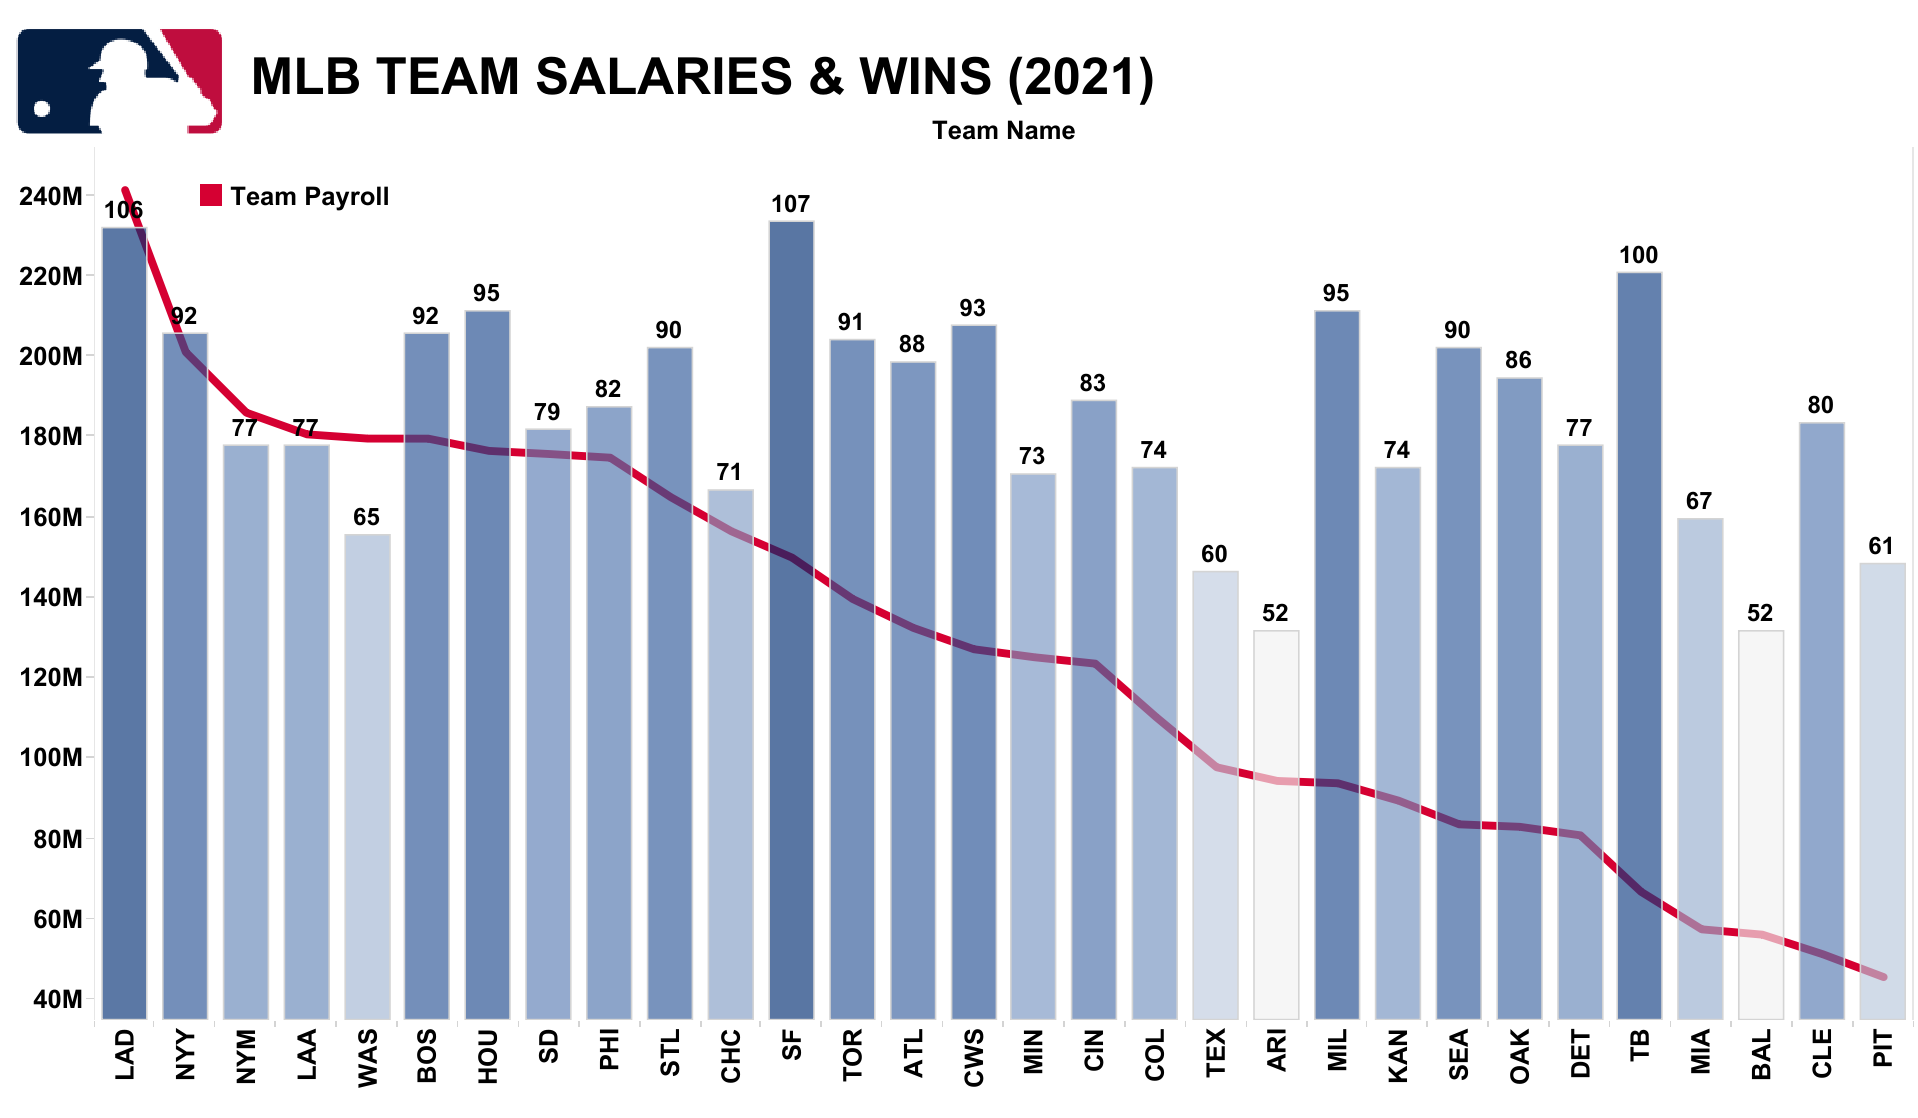 MLB TEAM SALARIES & WINS (2021)
Team Name
Team Payroll
240M
220M
200M
180M
160M
140M
120M
100M
80M
60M
40M
106
92
77
77
65
92
95
79
82
90
71
107
91
88
93
73
83
74
60
52
95
74
90
86
77
100
67
52
80
61
LAD
NYY
NYM
LAA
WAS
BOS
HOU
SD
PHI
STL
CHC
SF
TOR
ATL
CWS
MIN
CIN
COL
TEX
ARI
MIL
KAN
SEA
OAK
DET
TB
MIA
BAL
CLE
PIT